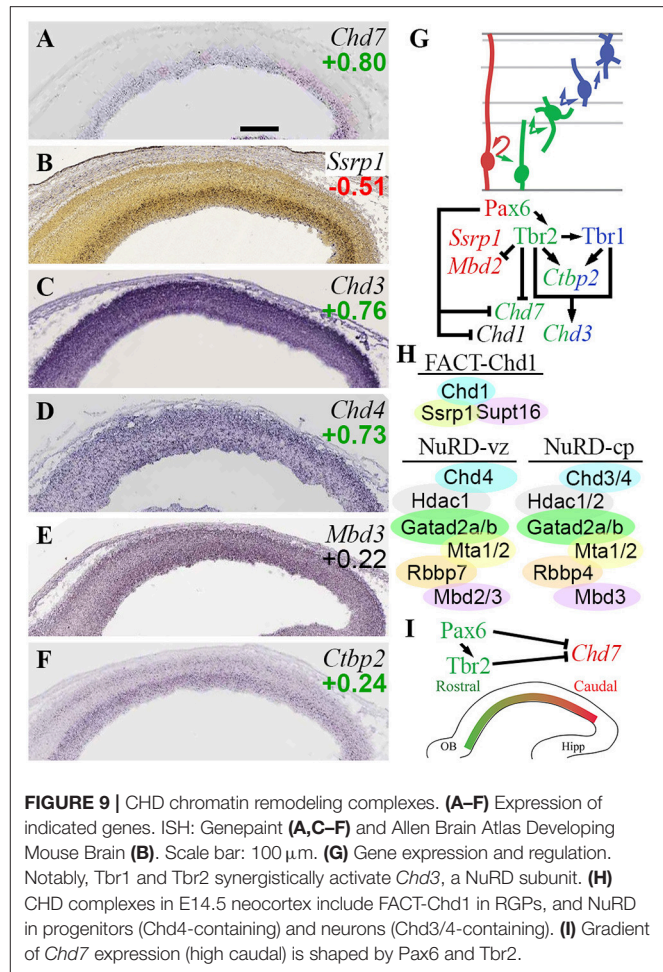 A
Chd7
+0.80
B
Ssrp1
-0.51
C
Chd3
+0.76
D
Chd4
+0.73
E
Mbd3
+0.22
F
Ctbp2
+0.24
G
Pax6
Ssrp1 Tbr2 Tbr1
Mbd2
Ctbp2
Chd7
Chd1 Chd3
H
FACT-Chd1
Chd1
Ssrp1 Supt16
NuRD-vz NuRD-cp
Chd4 Chd3/4
Hdac1 Hdac1/2
Gatad2a/b Gatad2a/b
Mta1/2 Mta1/2
Rbbp7 Rbbp4
Mbd2/3 Mbd3
I
Pax6
Chd7
Tbr2
Rostral Caudal
OB Hipp
FIGURE 9 | CHD chromatin remodeling complexes. (A–F) Expression of
indicated genes. ISH: Genepaint (A,C–F) and Allen Brain Atlas Developing
Mouse Brain (B). Scale bar: 100 μm. (G) Gene expression and regulation.
Notably, Tbr1 and Tbr2 synergistically activate Chd3, a NuRD subunit. (H)
CHD complexes in E14.5 neocortex include FACT-Chd1 in RGPs, and NuRD
in progenitors (Chd4-containing) and neurons (Chd3/4-containing). (I) Gradient
of Chd7 expression (high caudal) is shaped by Pax6 and Tbr2.